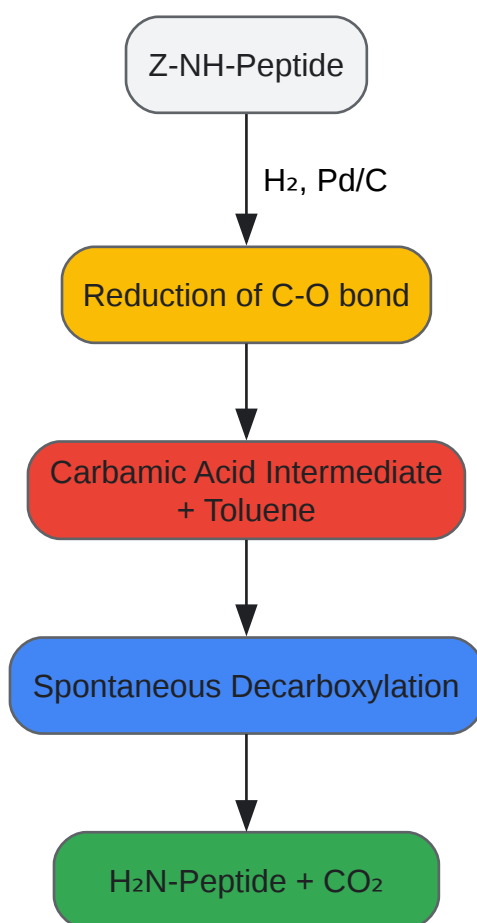 Z-NH-Peptide
H₂, Pd/C
Reduction of C-O bond
Carbamic Acid Intermediate
+ Toluene
Spontaneous Decarboxylation
H₂N-Peptide + CO₂